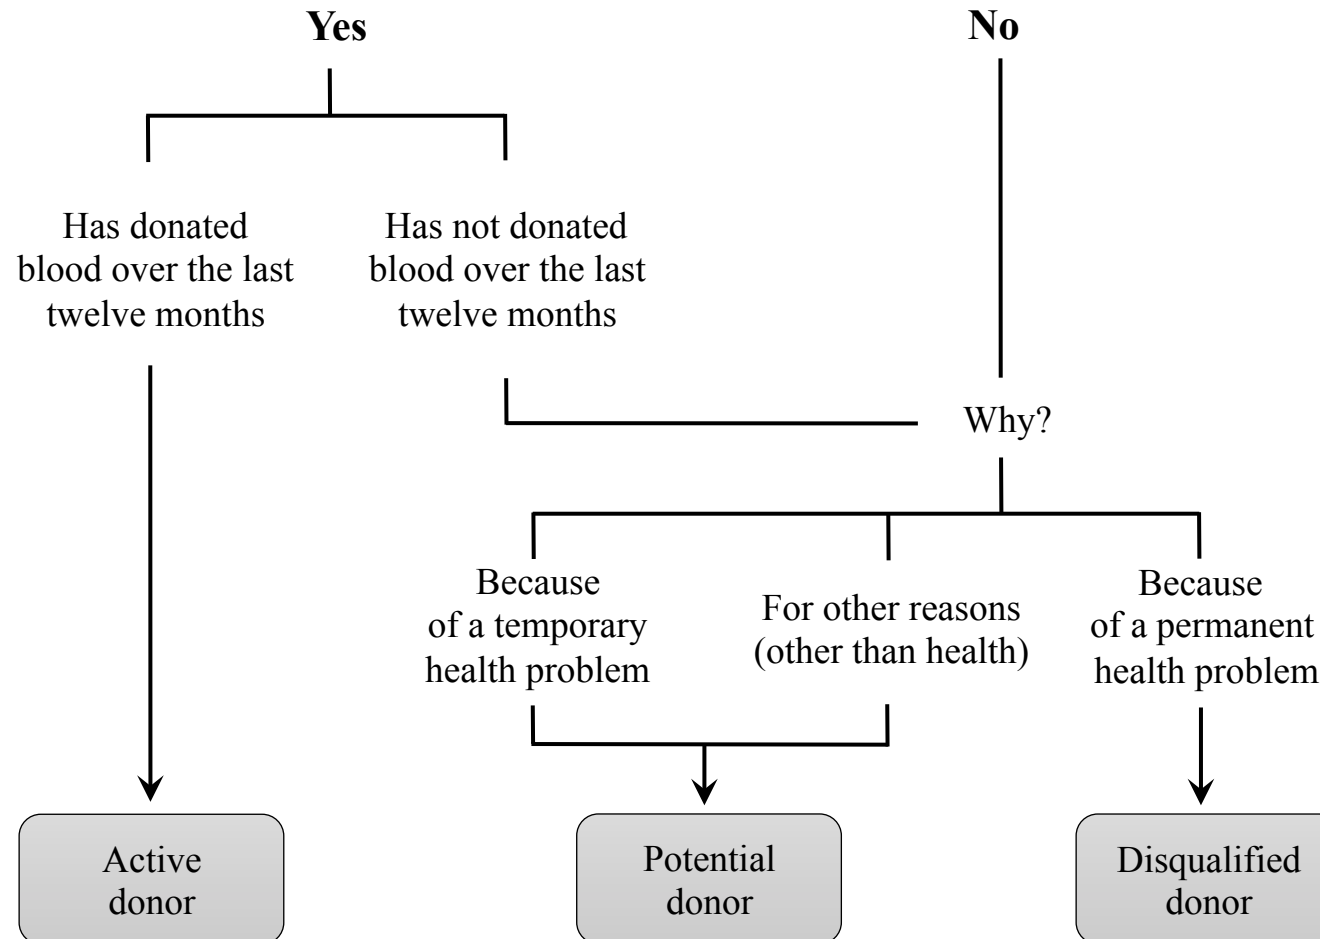 Yes
No
Has donated
blood over the last
twelve months
Has not donated
blood over the last
twelve months
Why?
Because
of a temporary
health problem
For other reasons
(other than health)
Because
of a permanent
health problem
Active
donor
Potential
donor
Disqualified
donor